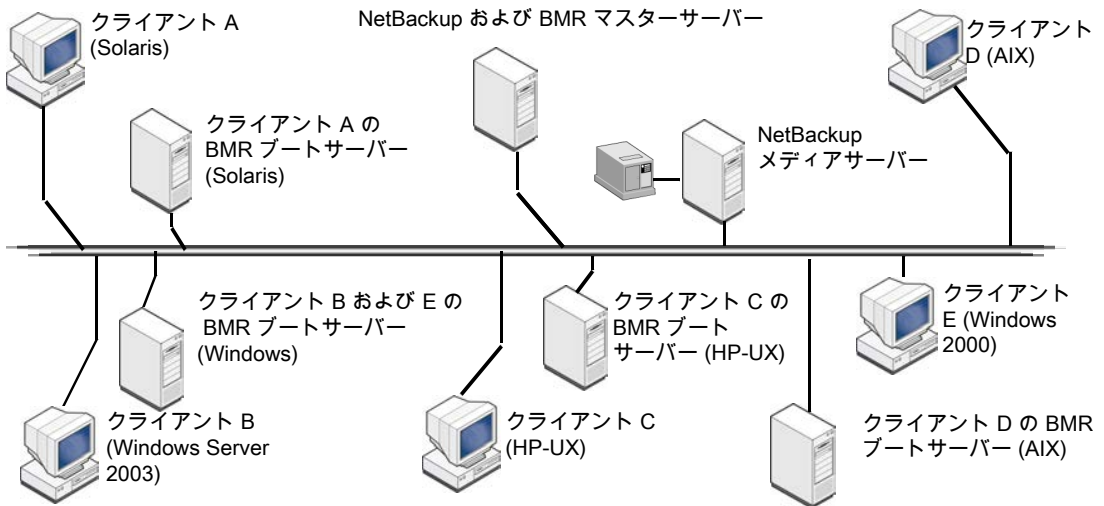 クライアント A
(Solaris)
NetBackup および BMR マスターサーバー
クライアント
D (AIX)
クライアント A の
BMR ブートサーバー
(Solaris)
NetBackup
メディアサーバー
クライアント B および E の
BMR ブートサーバー
(Windows)
クライアント C の
BMR ブート
サーバー (HP-UX)
クライアント
E (Windows
2000)
クライアント B
(Windows Server
2003)
クライアント C
(HP-UX)
クライアント D の BMR
ブートサーバー (AIX)